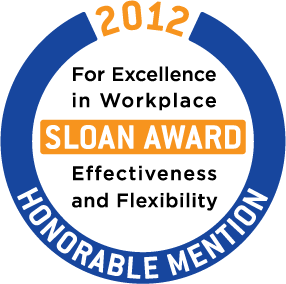 2012
For Excellence
in Workplace
SLOAN AWARD
Effectiveness
and Flexibility
HONORABLE MENTION